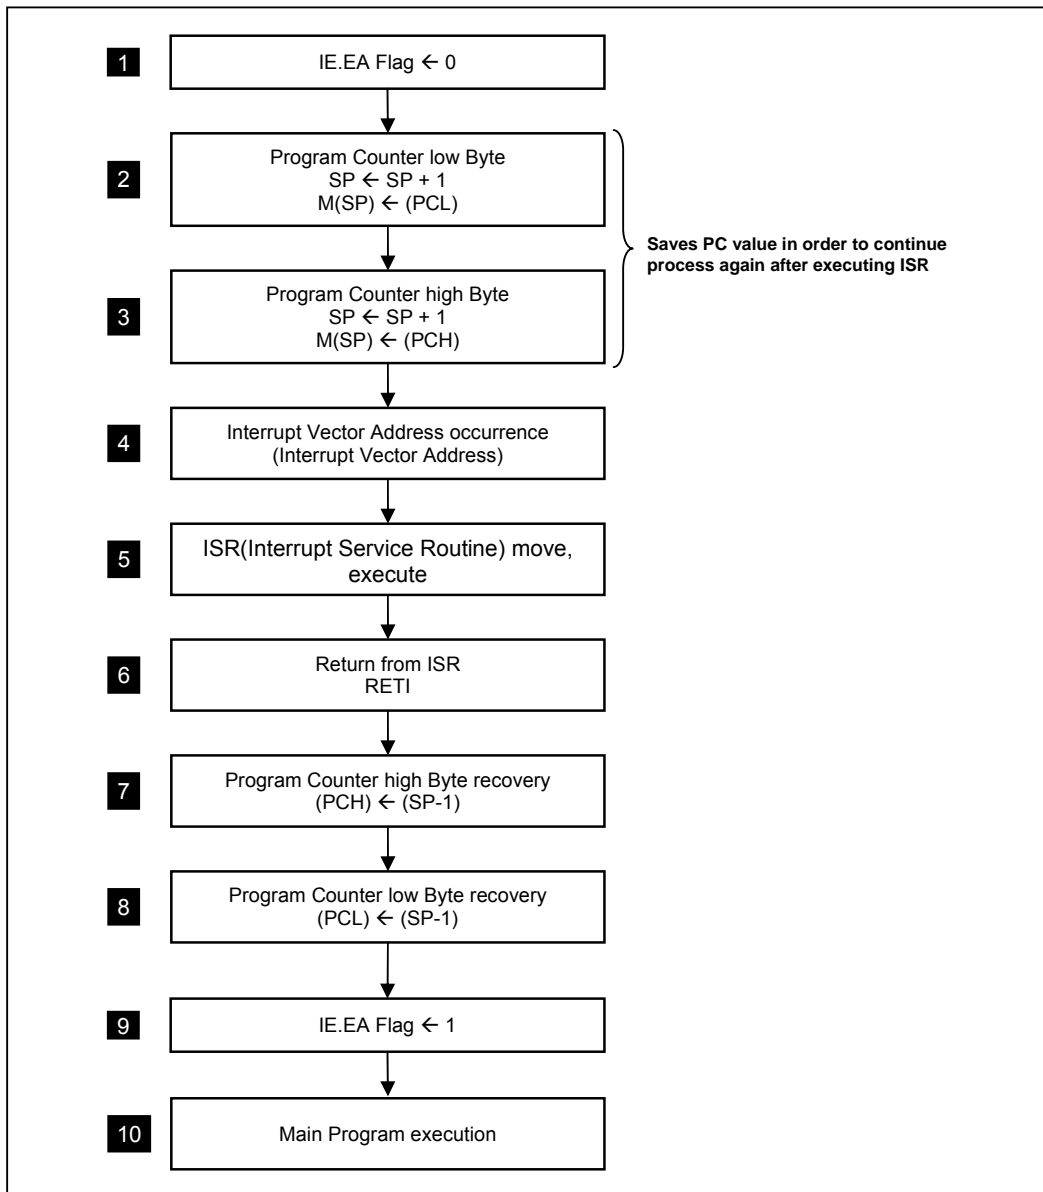 1
IE.EA Flag ← 0
2
Program Counter low Byte
SP ← SP + 1
M(SP) ← (PCL)
Saves PC value in order to continue
process again after executing ISR
3
Program Counter high Byte
SP ← SP + 1
M(SP) ← (PCH)
4
Interrupt Vector Address occurrence
(Interrupt Vector Address)
5
ISR(Interrupt Service Routine) move,
execute
6
Return from ISR
RETI
7
Program Counter high Byte recovery
(PCH) ← (SP-1)
8
Program Counter low Byte recovery
(PCL) ← (SP-1)
9
IE.EA Flag ← 1
10
Main Program execution